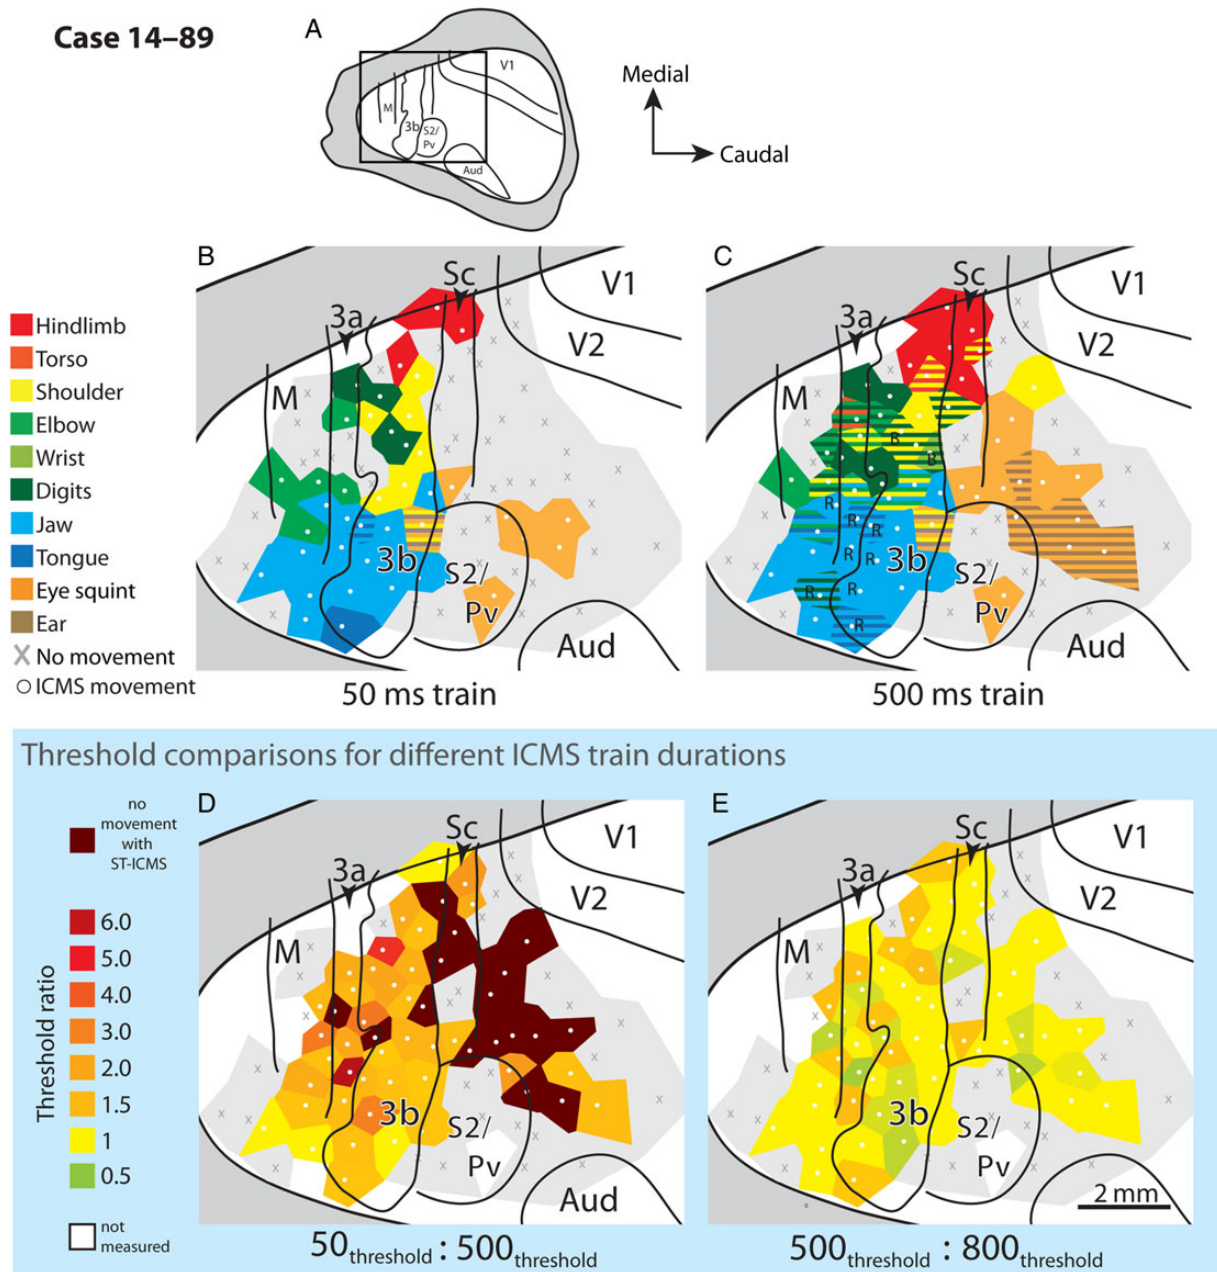 Case 14–89
A
V1
M
3b
S2/
Pv
Aud
Medial
Caudal
B
Sc
V1
3a
V2
M
3b
S2/
Pv
Aud
50 ms train
C
Sc
V1
3a
V2
M
B
B
R
R
R
R
R
R
R
R
3b
S2/
Pv
Aud
500 ms train
Hindlimb
Torso
Shoulder
Elbow
Wrist
Digits
Jaw
Tongue
Eye squint
Ear
No movement
ICMS movement
Threshold comparisons for different ICMS train durations
no
movement
with
ST-ICMS
Threshold ratio
6.0
5.0
4.0
3.0
2.0
1.5
1
0.5
not
measured
D
Sc
V1
3a
V2
M
3b
S2/
Pv
Aud
50threshold : 500threshold
E
Sc
V1
3a
V2
M
3b
S2/
Pv
Aud
2 mm
500threshold : 800threshold